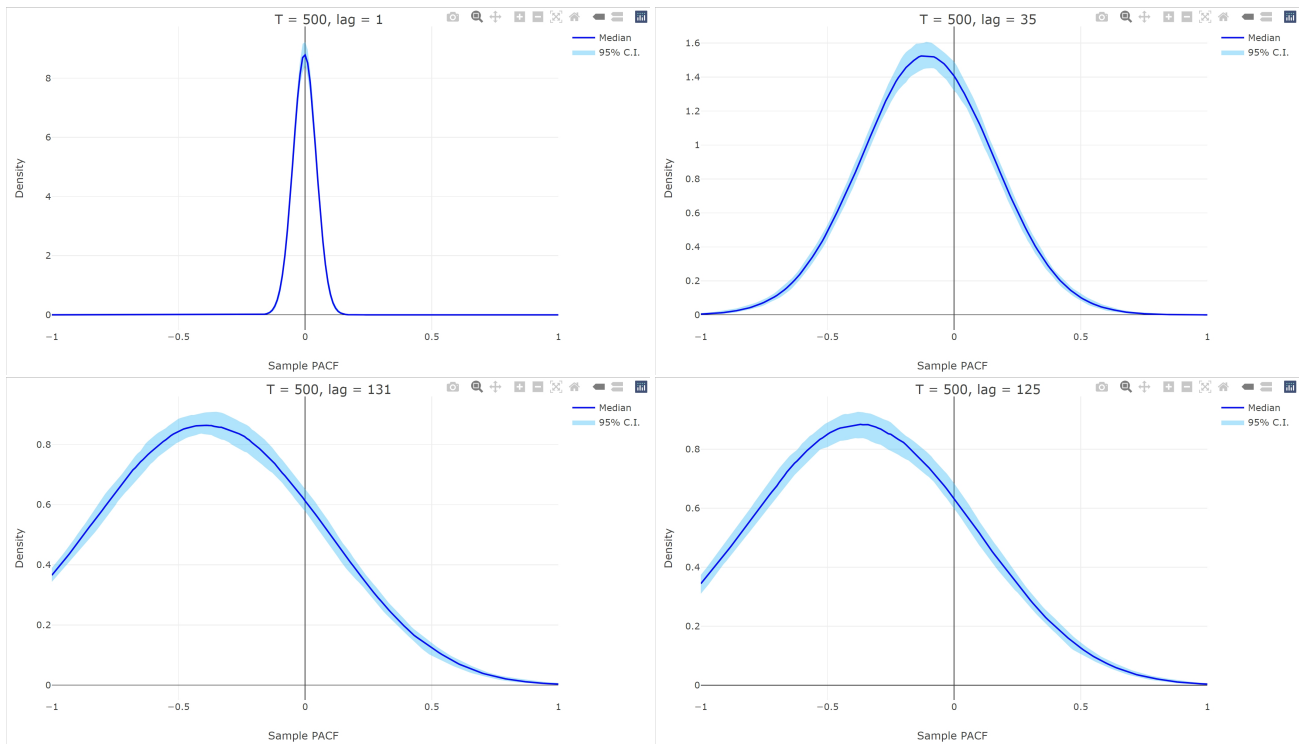 T = 500, lag = 1
Median
95% C.I.
Density
8
6
4
2
0
−1
−0.5
0
0.5
1
Sample PACF
T = 500, lag = 35
Median
95% C.I.
Density
1.6
1.4
1.2
1
0.8
0.6
0.4
0.2
0
−1
−0.5
0
0.5
1
Sample PACF
T = 500, lag = 131
Median
95% C.I.
Density
0.8
0.6
0.4
0.2
0
−1
−0.5
0
0.5
1
Sample PACF
T = 500, lag = 125
Median
95% C.I.
Density
0.8
0.6
0.4
0.2
0
−1
−0.5
0
0.5
1
Sample PACF